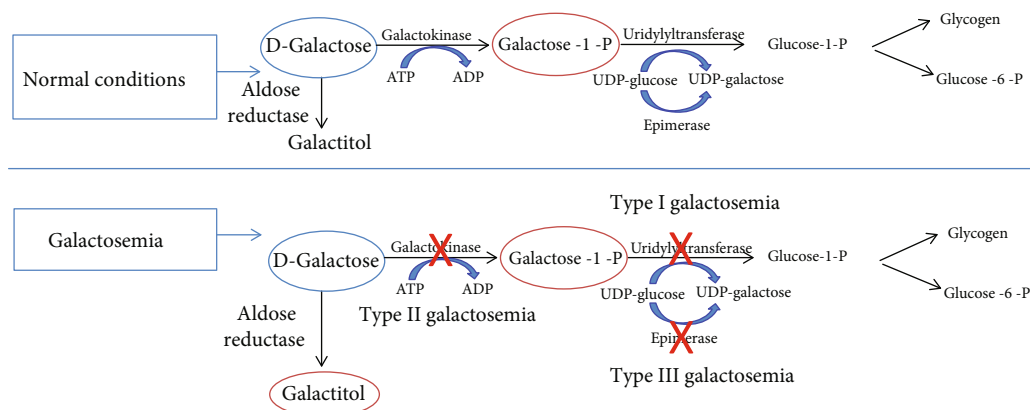 Normal conditions
D-Galactose
Galactokinase
ATP
ADP
Galactose -1 -P
Uridylyltransferase
UDP-glucose
UDP-galactose
Epimerase
Glucose-1-P
Glycogen
Glucose -6 -P
Aldose
reductase
Galactitol
Galactosemia
D-Galactose
Galactokinase
ATP
ADP
Type II galactosemia
Galactose -1 -P
Type I galactosemia
Uridylyltransferase
UDP-glucose
UDP-galactose
Epimerase
Type III galactosemia
Glucose-1-P
Glycogen
Glucose -6 -P
Aldose
reductase
Galactitol